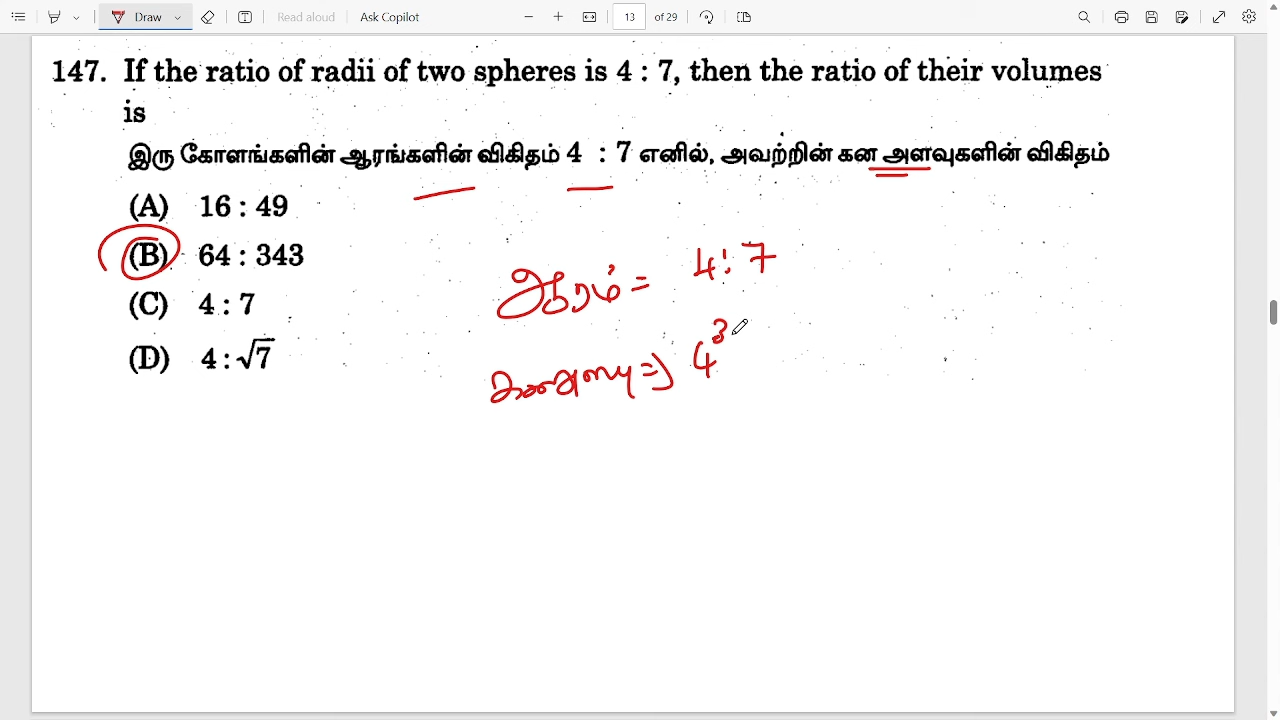 Draw
Read aloud
Ask Copilot
13 of 29
147. If the ratio of radii of two spheres is 4 : 7, then the ratio of their volumes
is
இரு கோளங்களின் ஆரங்களின் விகிதம் 4 : 7 எனில், அவற்றின் கன அளவுகளின் விகிதம்
(A) 16 : 49
(B) 64 : 343
(C) 4 : 7
(D) 4 : √7
ஆரம் = 4 : 7
கனஅளவு => 4³